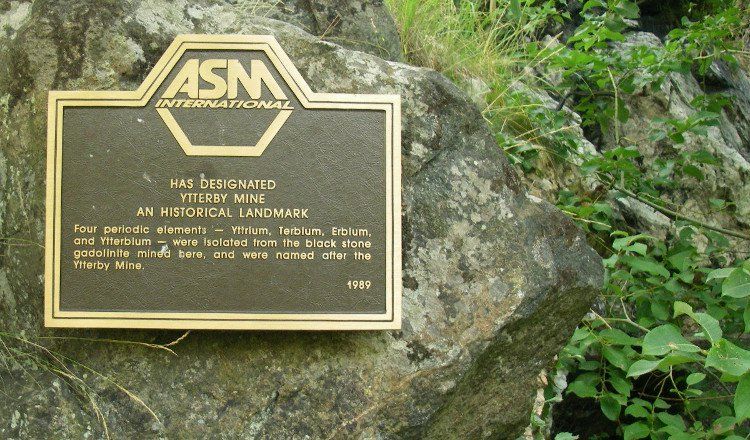 ASM
INTERNATIONAL
HAS DESIGNATED
YTTERBY MINE
AN HISTORICAL LANDMARK
Four periodic elements — Yttrium, Terbium, Erbium,
and Ytterbium — were isolated from the black stone
gadolinite mined here, and were named after the
Ytterby Mine.
1989